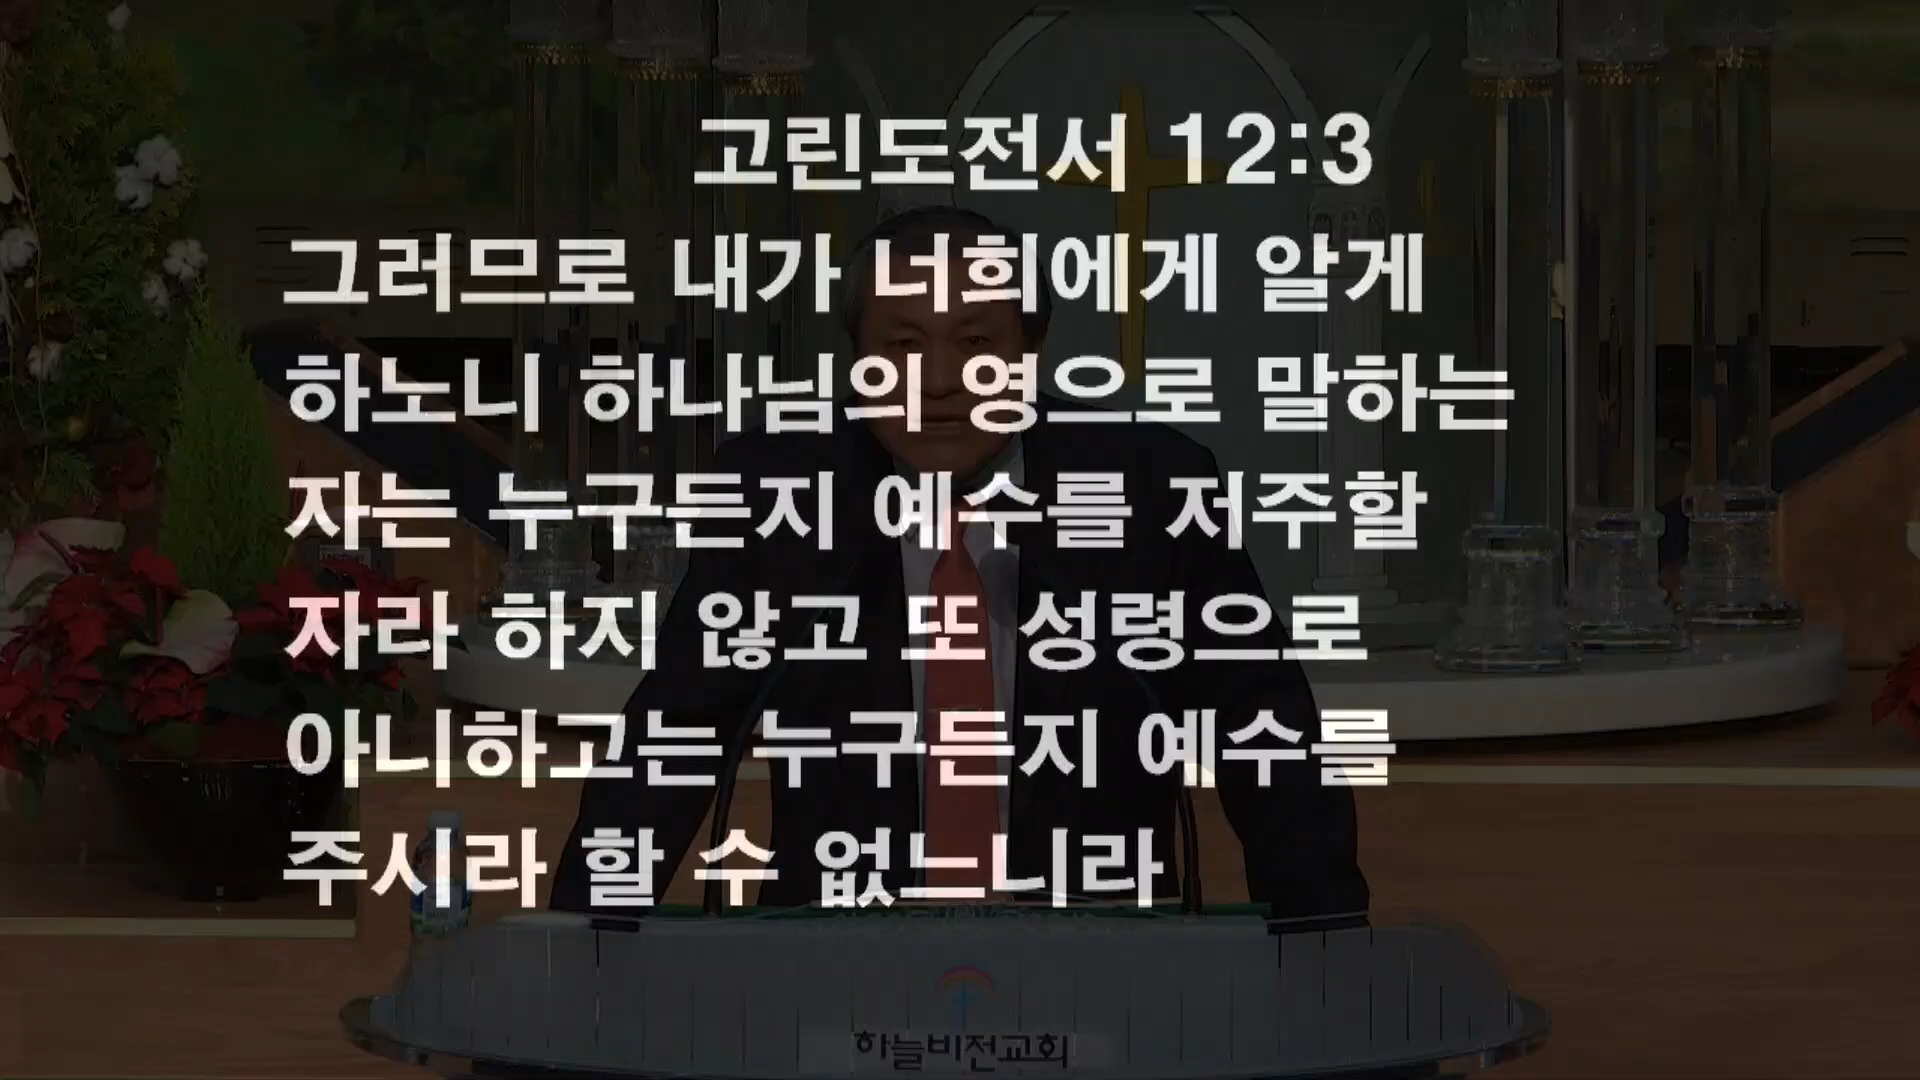 고린도전서 12:3
그러므로 내가 너희에게 알게
하노니 하나님의 영으로 말하는
자는 누구든지 예수를 저주할
자라 하지 않고 또 성령으로
아니하고는 누구든지 예수를
주시라 할 수 없느니라
하늘비전교회